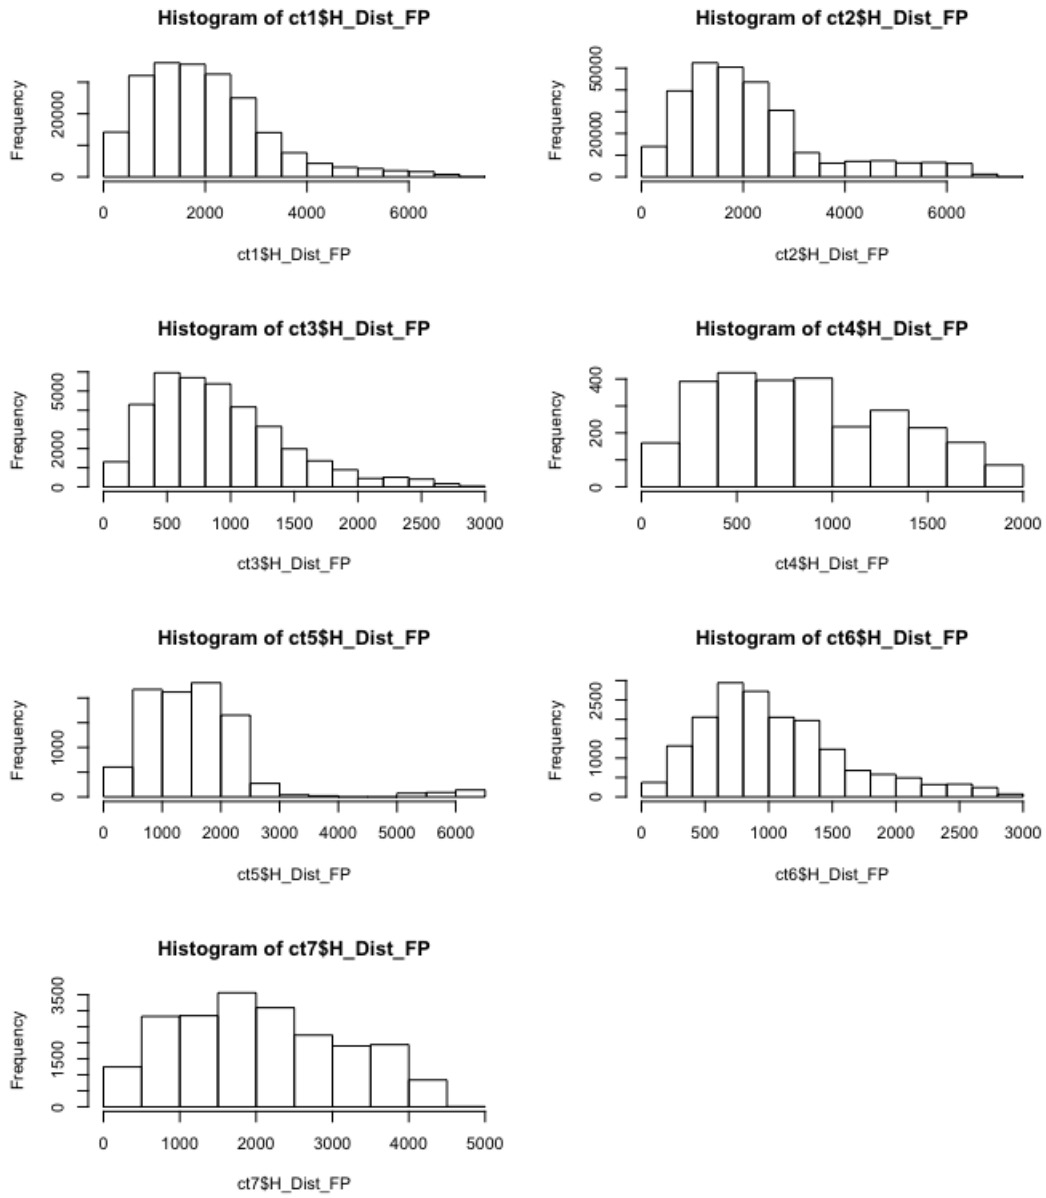 Histogram of ct1$H_Dist_FP
Frequency
0 20000
0 2000 4000 6000
ct1$H_Dist_FP
Histogram of ct2$H_Dist_FP
Frequency
0 20000 50000
0 2000 4000 6000
ct2$H_Dist_FP
Histogram of ct3$H_Dist_FP
Frequency
0 2000 5000
0 500 1000 1500 2000 2500 3000
ct3$H_Dist_FP
Histogram of ct4$H_Dist_FP
Frequency
0 200 400
0 500 1000 1500 2000
ct4$H_Dist_FP
Histogram of ct5$H_Dist_FP
Frequency
0 1000
0 1000 2000 3000 4000 5000 6000
ct5$H_Dist_FP
Histogram of ct6$H_Dist_FP
Frequency
0 1000 2500
0 500 1000 1500 2000 2500 3000
ct6$H_Dist_FP
Histogram of ct7$H_Dist_FP
Frequency
0 1500 3500
0 1000 2000 3000 4000 5000
ct7$H_Dist_FP